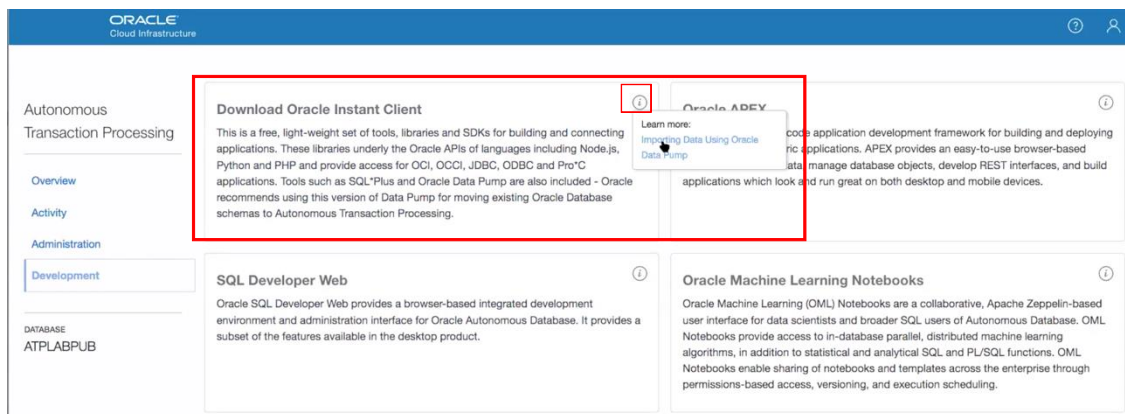 ORACLE
Cloud Infrastructure
Autonomous
Transaction Processing
Overview
Activity
Administration
Development
DATABASE
ATPLABPUB
Download Oracle Instant Client
This is a free, light-weight set of tools, libraries and SDKs for building and connecting
applications. These libraries underly the Oracle APIs of languages including Node.js,
Python and PHP and provide access for OCI, OCCI, JDBC, ODBC and Pro*C
applications. Tools such as SQL*Plus and Oracle Data Pump are also included - Oracle
recommends using this version of Data Pump for moving existing Oracle Database
schemas to Autonomous Transaction Processing.
Learn more:
Importing Data Using Oracle
Data Pump
Oracle APEX
code application development framework for building and deploying
applications. APEX provides an easy-to-use browser-based
manage database objects, develop REST interfaces, and build
applications which look and run great on both desktop and mobile devices.
SQL Developer Web
Oracle SQL Developer Web provides a browser-based integrated development
environment and administration interface for Oracle Autonomous Database. It provides a
subset of the features available in the desktop product.
Oracle Machine Learning Notebooks
Oracle Machine Learning (OML) Notebooks are a collaborative, Apache Zeppelin-based
user interface for data scientists and broader SQL users of Autonomous Database. OML
Notebooks provide access to in-database parallel, distributed machine learning
algorithms, in addition to statistical and analytical SQL and PL/SQL functions. OML
Notebooks enable sharing of notebooks and templates across the enterprise through
permissions-based access, versioning, and execution scheduling.